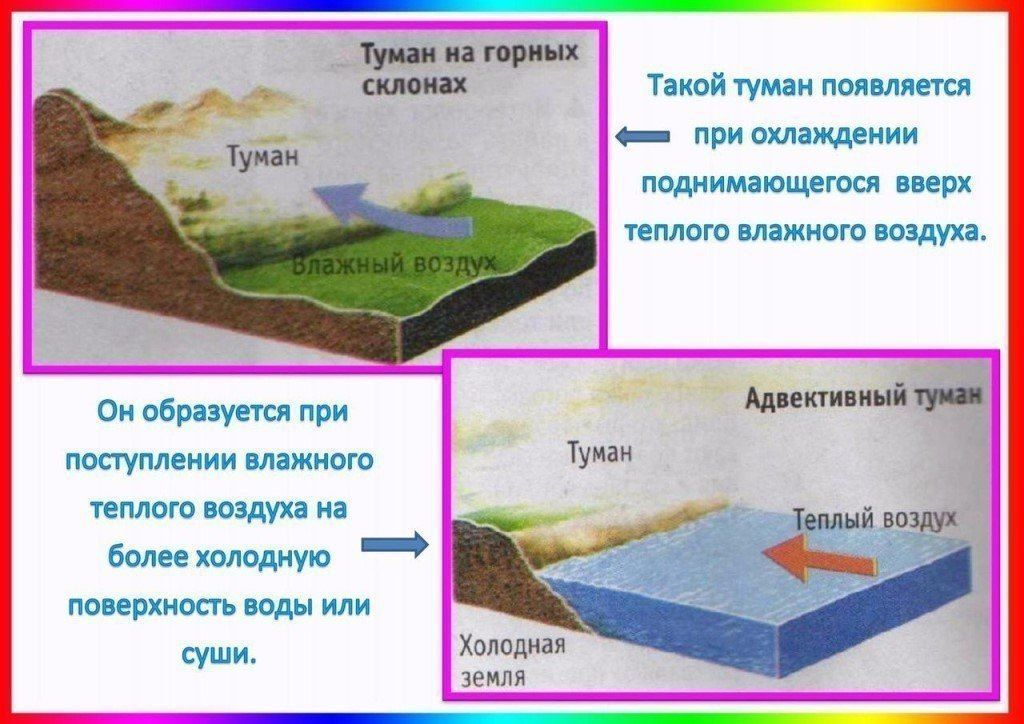 Туман на горных
склонах
Туман
Влажный воздух
Такой туман появляется
при охлаждении
поднимающегося вверх
теплого влажного воздуха.
Он образуется при
поступлении влажного
теплого воздуха на
более холодную
поверхность воды или
суши.
Адвективный туман
Туман
Теплый воздух
Холодная
земля